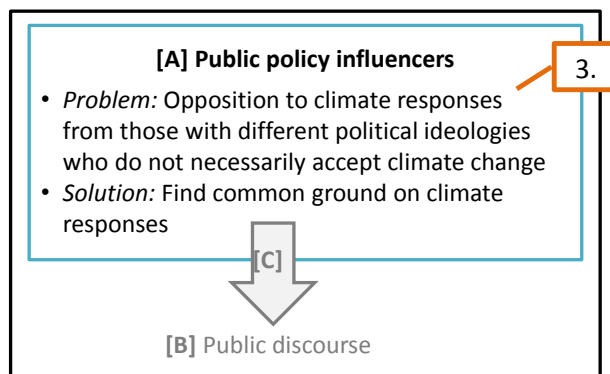 [A] Public policy influencers
3.
• Problem: Opposition to climate responses
from those with different political ideologies
who do not necessarily accept climate change
• Solution: Find common ground on climate
responses
[C]
[B] Public discourse